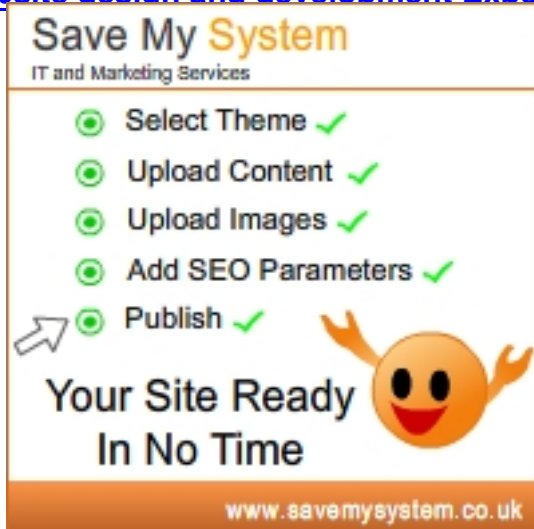 Save My System
IT and Marketing Services
Select Theme
Upload Content
Upload Images
Add SEO Parameters
Publish
Your Site Ready
In No Time
www.savemysystem.co.uk